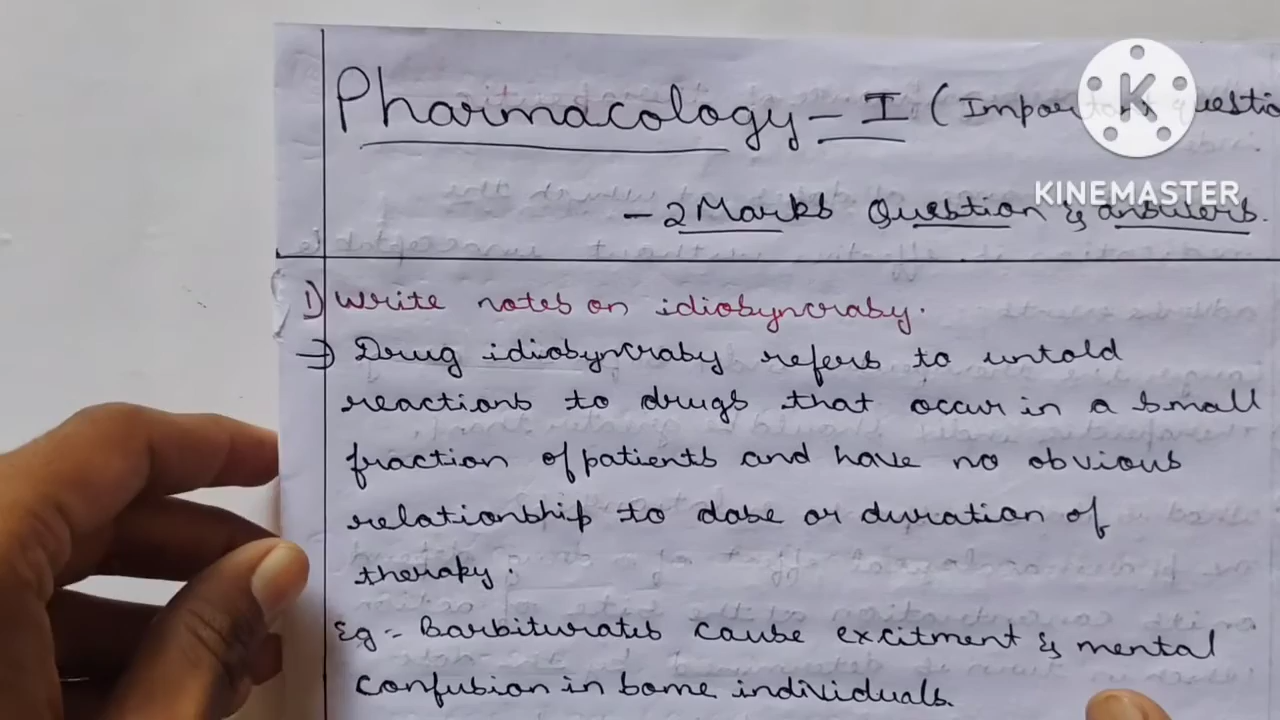 Pharmacology - I (Important questio
K
KINEMASTER
- 2 Marks Question & answers.
1) Write notes on idiosyncrasy.
→ Drug idiosyncrasy refers to untold
reactions to drugs that occur in a small
fraction of patients and have no obvious
relationship to dose or duration of
therapy.
Eg:- Barbiturates cause excitment & mental
confusion in some individuals.